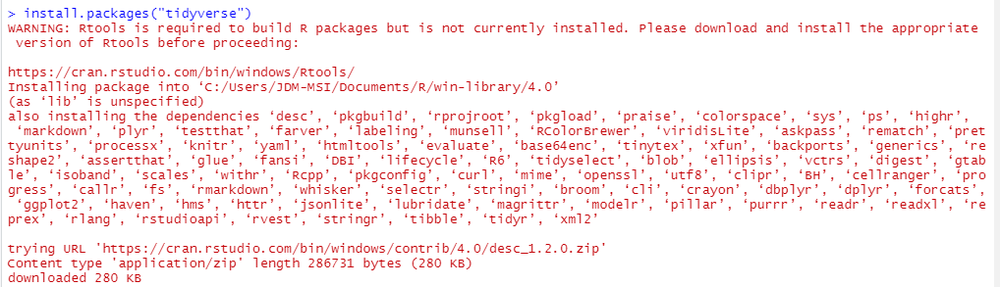 > install.packages("tidyverse")
WARNING: Rtools is required to build R packages but is not currently installed. Please download and install the appropriate
 version of Rtools before proceeding:

https://cran.rstudio.com/bin/windows/Rtools/
Installing package into ‘C:/Users/JDM-MSI/Documents/R/win-library/4.0’
(as ‘lib’ is unspecified)
also installing the dependencies ‘desc’, ‘pkgbuild’, ‘rprojroot’, ‘pkgload’, ‘praise’, ‘colorspace’, ‘sys’, ‘ps’, ‘highr’,
 ‘markdown’, ‘plyr’, ‘testthat’, ‘farver’, ‘labeling’, ‘munsell’, ‘RColorBrewer’, ‘viridisLite’, ‘askpass’, ‘rematch’, ‘pret
tyunits’, ‘processx’, ‘knitr’, ‘yaml’, ‘htmltools’, ‘evaluate’, ‘base64enc’, ‘tinytex’, ‘xfun’, ‘backports’, ‘generics’, ‘re
shape2’, ‘assertthat’, ‘glue’, ‘fansi’, ‘DBI’, ‘lifecycle’, ‘R6’, ‘tidyselect’, ‘blob’, ‘ellipsis’, ‘vctrs’, ‘digest’, ‘gtab
le’, ‘isoband’, ‘scales’, ‘withr’, ‘Rcpp’, ‘pkgconfig’, ‘curl’, ‘mime’, ‘openssl’, ‘utf8’, ‘clipr’, ‘BH’, ‘cellranger’, ‘pro
gress’, ‘callr’, ‘fs’, ‘rmarkdown’, ‘whisker’, ‘selectr’, ‘stringi’, ‘broom’, ‘cli’, ‘crayon’, ‘dbplyr’, ‘dplyr’, ‘forcats’,
 ‘ggplot2’, ‘haven’, ‘hms’, ‘httr’, ‘jsonlite’, ‘lubridate’, ‘magrittr’, ‘modelr’, ‘pillar’, ‘purrr’, ‘readr’, ‘readxl’, ‘re
prex’, ‘rlang’, ‘rstudioapi’, ‘rvest’, ‘stringr’, ‘tibble’, ‘tidyr’, ‘xml2’

trying URL 'https://cran.rstudio.com/bin/windows/contrib/4.0/desc_1.2.0.zip'
Content type 'application/zip' length 286731 bytes (280 KB)
downloaded 280 KB